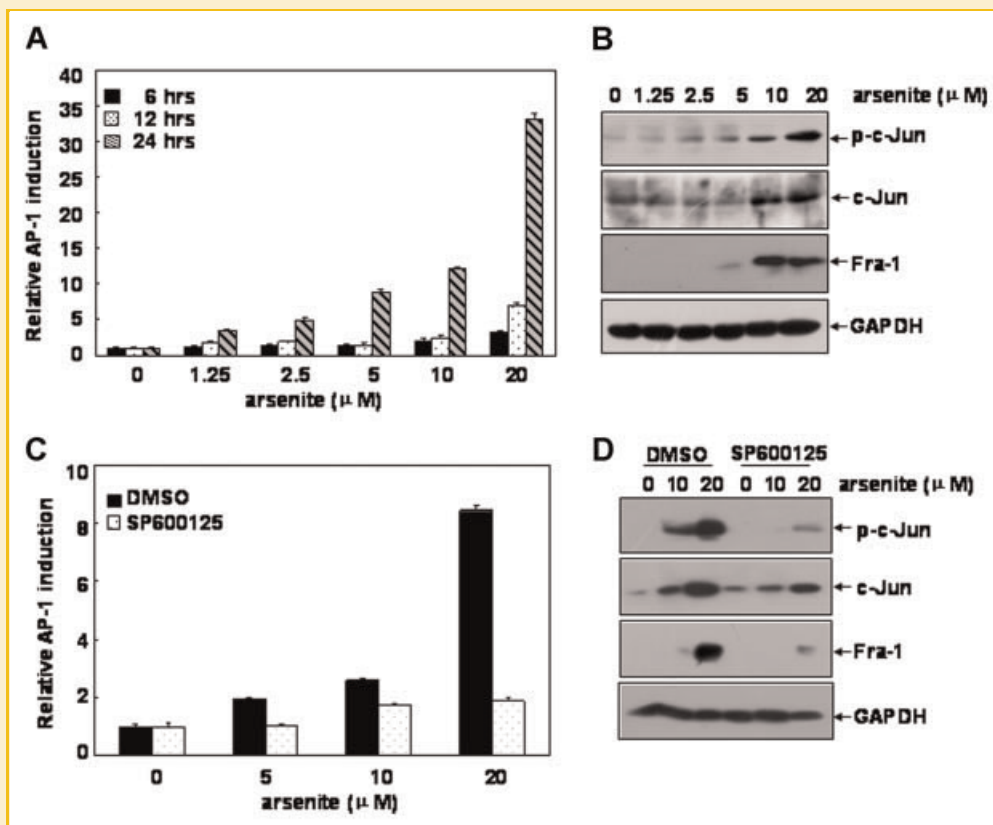 A
40
35
30
25
20
15
10
5
0
Relative AP-1 induction
6 hrs
12 hrs
24 hrs
0 1.25 2.5 5 10 20
arsenite (μ M)
B
0 1.25 2.5 5 10 20 arsenite (μ M)
p-c-Jun
c-Jun
Fra-1
GAPDH
C
10
8
6
4
2
0
Relative AP-1 induction
DMSO
SP600125
0 5 10 20
arsenite (μ M)
D
DMSO SP600125
0 10 20 0 10 20 arsenite (μ M)
p-c-Jun
c-Jun
Fra-1
GAPDH